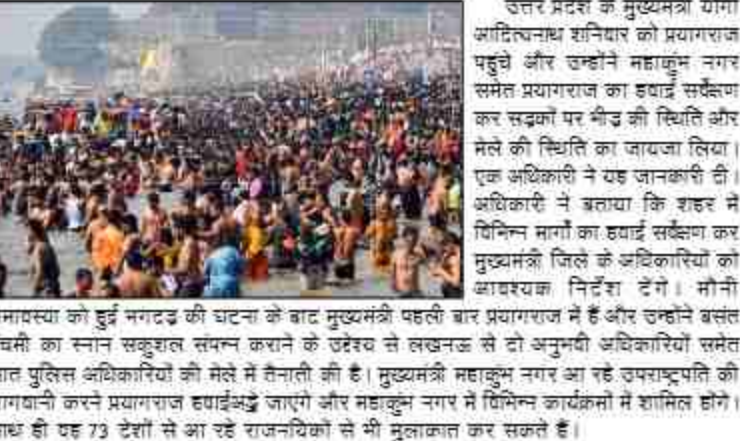 उत्तर प्रदेश के मुख्यमंत्री योगी
आदित्यनाथ शनिवार को प्रयागराज
पहुंचे और उन्होंने महाकुंभ नगर
समेत प्रयागराज का हवाई सर्वेक्षण
कर सड़कों पर भीड़ की स्थिति और
मेले की स्थिति का जायजा लिया।
एक अधिकारी ने यह जानकारी दी।
अधिकारी ने बताया कि शहर में
विभिन्न मार्गों का हवाई सर्वेक्षण कर
मुख्यमंत्री जिले के अधिकारियों को
आवश्यक निर्देश देंगे। मौनी
मावस्या को हुई भगदड़ की घटना के बाद मुख्यमंत्री पहली बार प्रयागराज में हैं और उन्होंने बसंत
चमी का स्नान सकुशल संपन्न कराने के उद्देश्य से लखनऊ से दो अनुभवी अधिकारियों समेत
ात पुलिस अधिकारियों की मेले में तैनाती की है। मुख्यमंत्री महाकुंभ नगर आ रहे उपराष्ट्रपति की
गवानी करने प्रयागराज हवाईअड्डे जाएंगे और महाकुंभ नगर में विभिन्न कार्यक्रमों में शामिल होंगे।
ाथ ही वह 73 देशों से आ रहे राजनयिकों से भी मुलाकात कर सकते हैं।